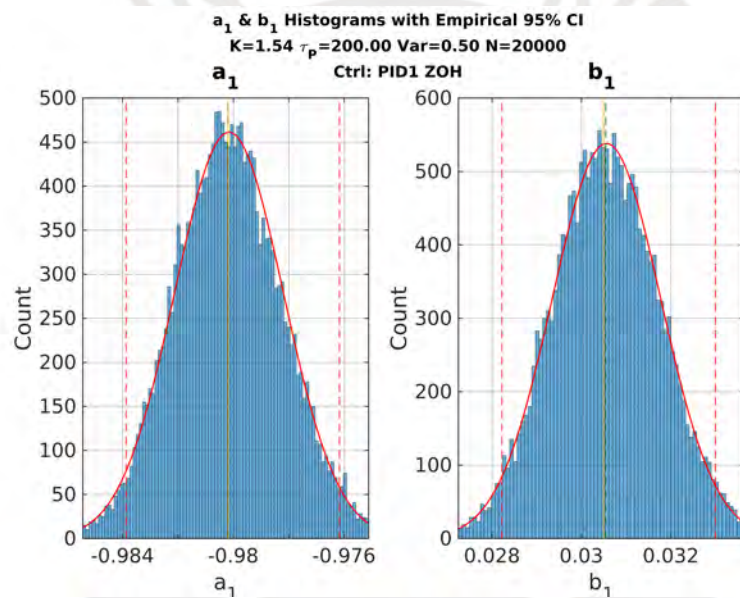 a₁ & b₁ Histograms with Empirical 95% CI
K=1.54 τₚ=200.00 Var=0.50 N=20000
Ctrl: PID1 ZOH
a₁
b₁
500
450
400
350
300
250
200
150
100
50
0
Count
-0.984
-0.98
-0.976
a₁
600
500
400
300
200
100
0
Count
0.028
0.03
0.032
b₁